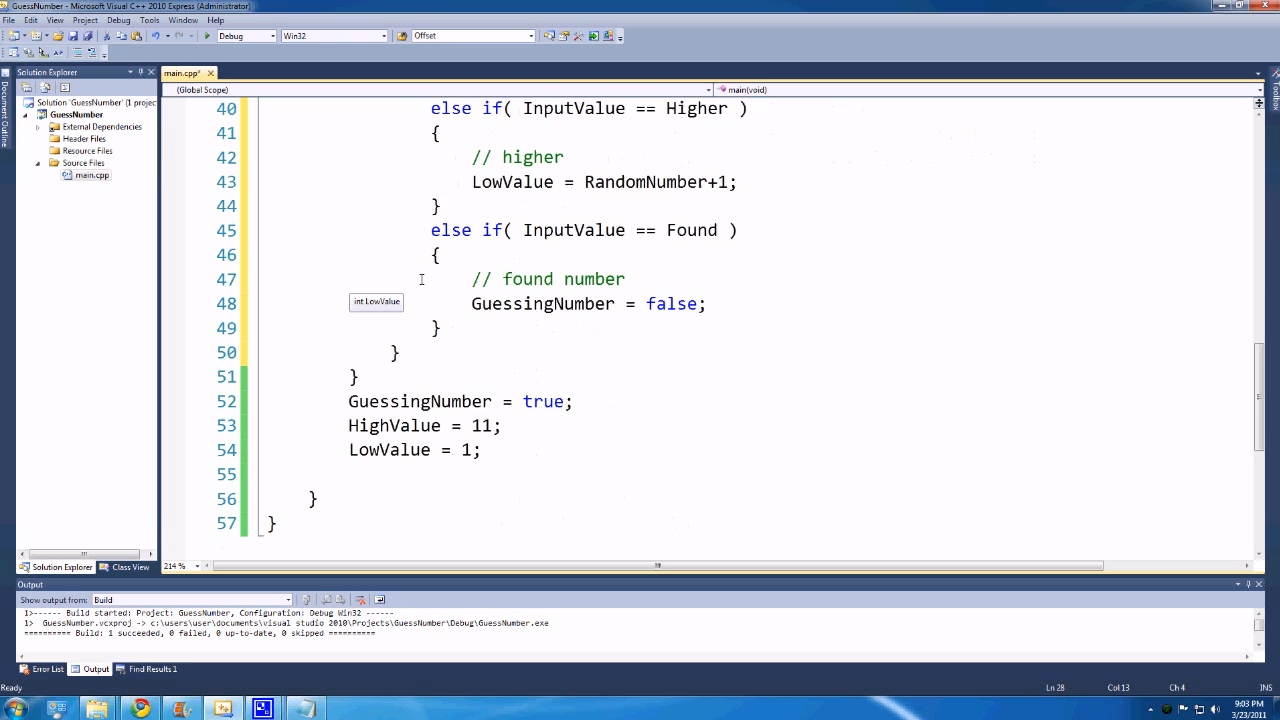 GuessNumber - Microsoft Visual C++ 2010 Express (Administrator)
File Edit View Project Debug Tools Window Help
Debug Win32 Offset
Solution Explorer
main.cpp*
(Global Scope) main(void)
Solution 'GuessNumber' (1 projec
GuessNumber
External Dependencies
Header Files
Resource Files
Source Files
main.cpp
Document Outline
Toolbox
40 else if( InputValue == Higher )
41 {
42 // higher
43 LowValue = RandomNumber+1;
44 }
45 else if( InputValue == Found )
46 {
47 // found number
int LowValue
48 GuessingNumber = false;
49 }
50 }
51 }
52 GuessingNumber = true;
53 HighValue = 11;
54 LowValue = 1;
55
56 }
57 }
214 %
Solution Explorer Class View
Output
Show output from: Build
1>------ Build started: Project: GuessNumber, Configuration: Debug Win32 ------
1> GuessNumber.vcxproj -> c:\users\user\documents\visual studio 2010\Projects\GuessNumber\Debug\GuessNumber.exe
========== Build: 1 succeeded, 0 failed, 0 up-to-date, 0 skipped ==========
Error List Output Find Results 1
Ready Ln 28 Col 13 Ch 4 INS
9:03 PM
3/23/2011